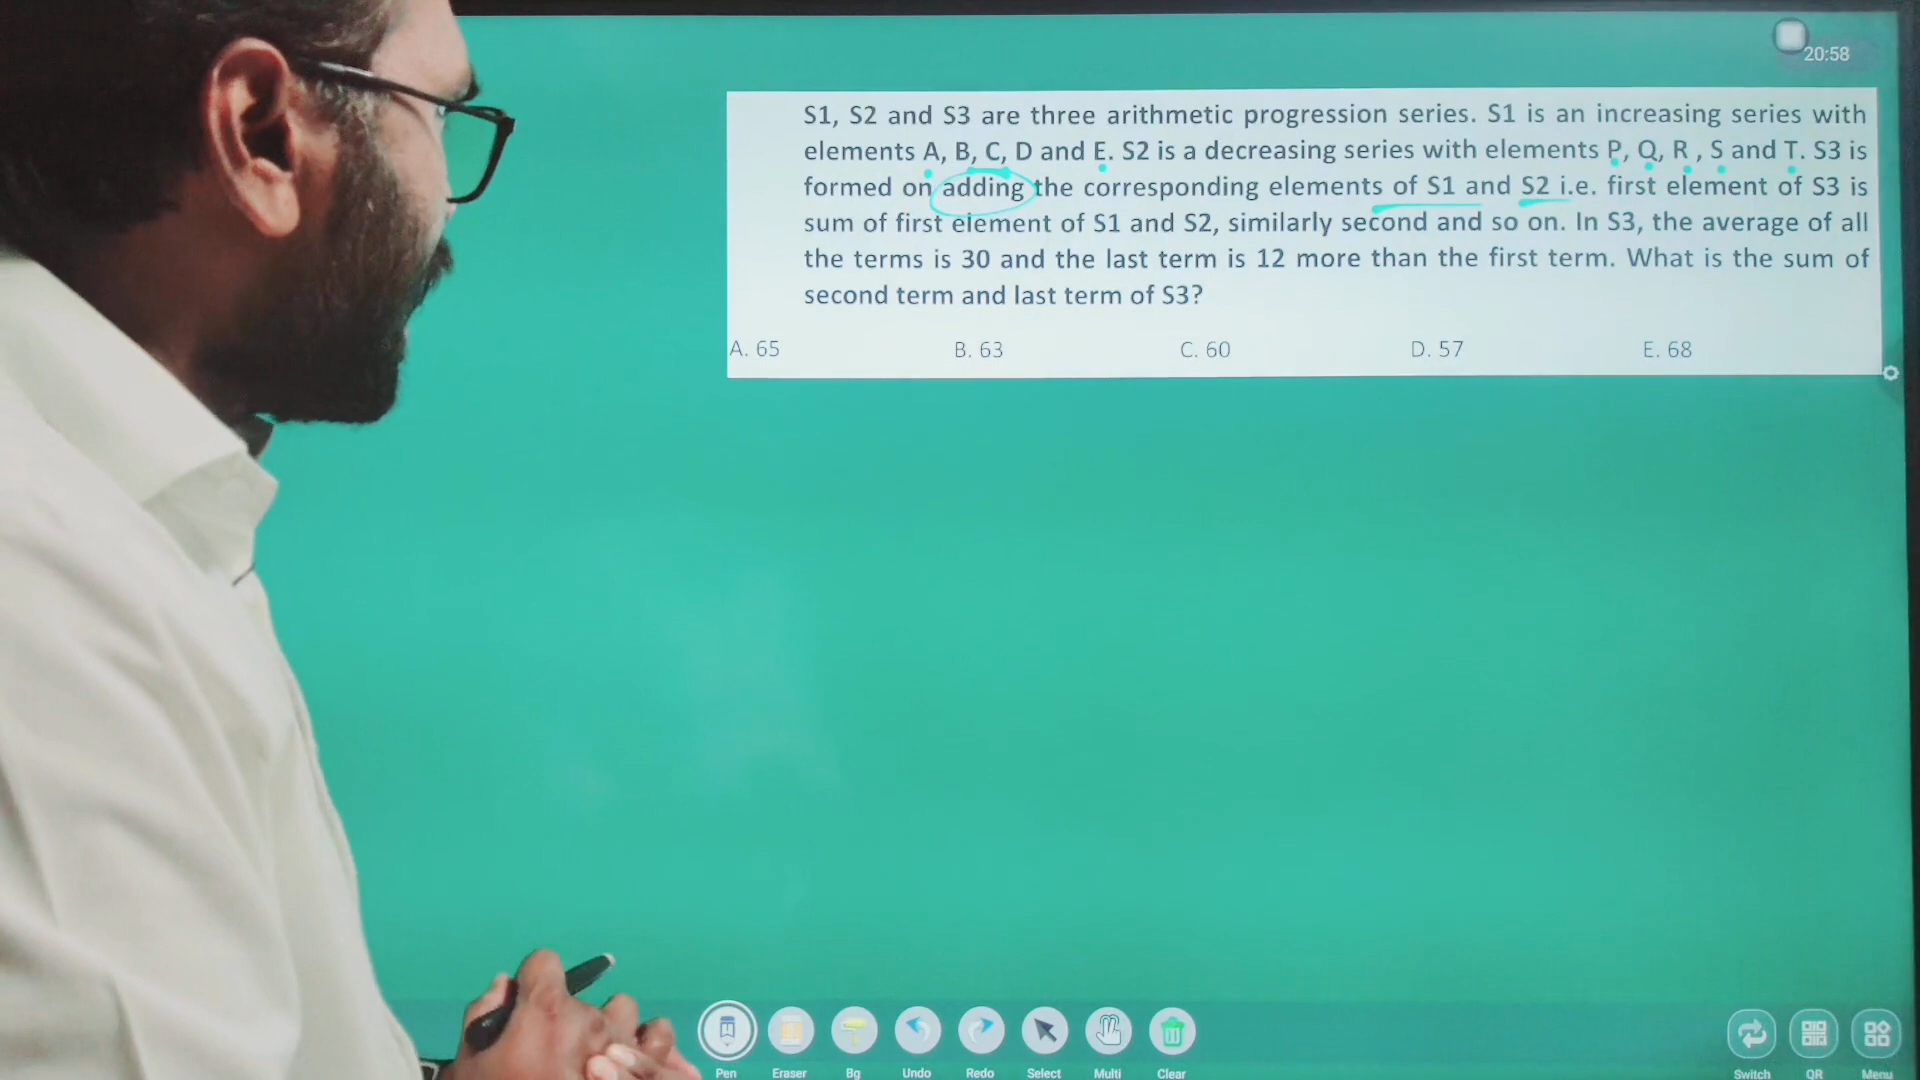 20:58
S1, S2 and S3 are three arithmetic progression series. S1 is an increasing series with
elements A, B, C, D and E. S2 is a decreasing series with elements P, Q, R , S and T. S3 is
formed on adding the corresponding elements of S1 and S2 i.e. first element of S3 is
sum of first element of S1 and S2, similarly second and so on. In S3, the average of all
the terms is 30 and the last term is 12 more than the first term. What is the sum of
second term and last term of S3?
A. 65 B. 63 C. 60 D. 57 E. 68
Pen Eraser Bg Undo Redo Select Multi Clear Switch QR Menu